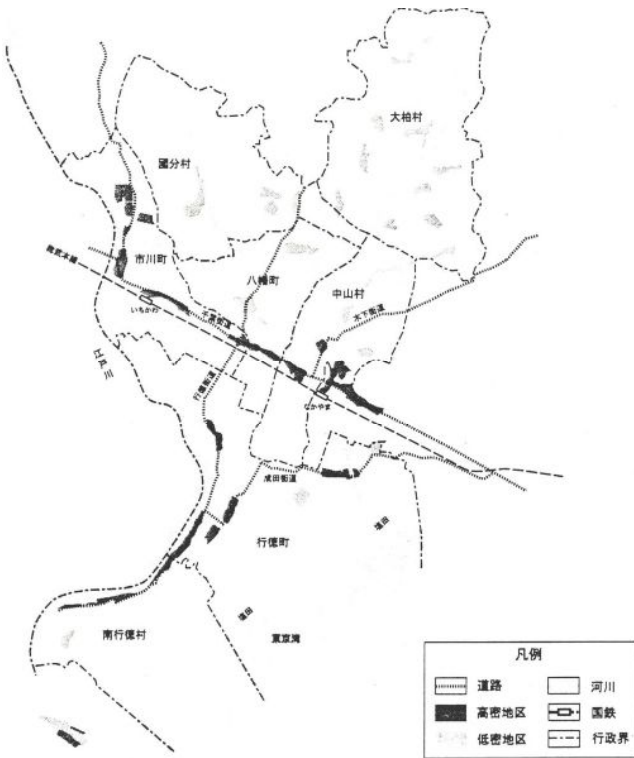 大柏村
國分村
市川町
八幡町
中山村
総武本線
木下街道
いちかわ
千葉街道
江戸川
行徳街道
なかやま
成田街道
塩田
行徳町
塩田
東京湾
南行徳村
凡例
道路
河川
高密地区
国鉄
低密地区
行政界